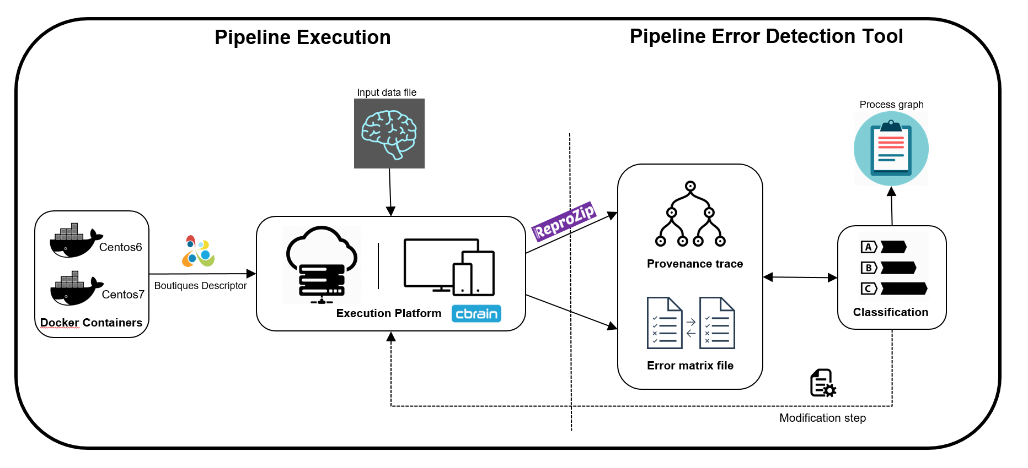 Pipeline Execution
Pipeline Error Detection Tool
Input data file
Process graph
ReproZip
Centos6
Centos7
Docker Containers
Boutiques Descriptor
Execution Platform
cbrain
Provenance trace
Error matrix file
A
B
C
Classification
Modification step